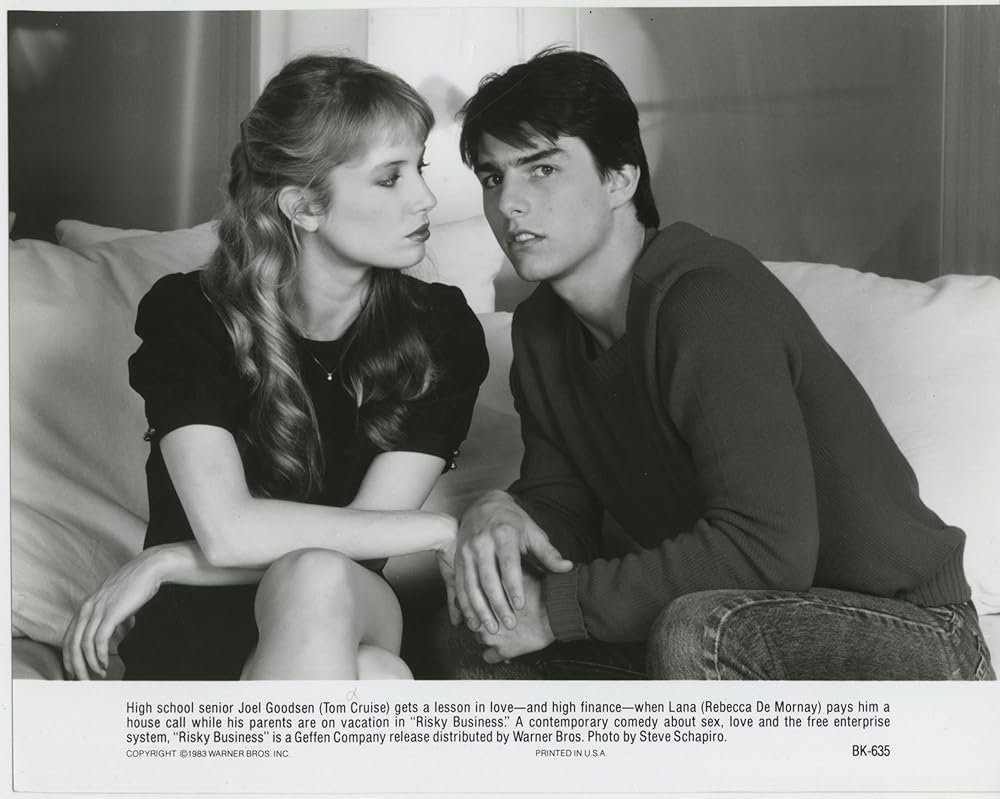 High school senior Joel Goodsen (Tom Cruise) gets a lesson in love—and high finance—when Lana (Rebecca De Mornay) pays him a
house call while his parents are on vacation in "Risky Business." A contemporary comedy about sex, love and the free enterprise
system, "Risky Business" is a Geffen Company release distributed by Warner Bros. Photo by Steve Schapiro.
COPYRIGHT ©1983 WARNER BROS. INC. PRINTED IN U.S.A. BK-635